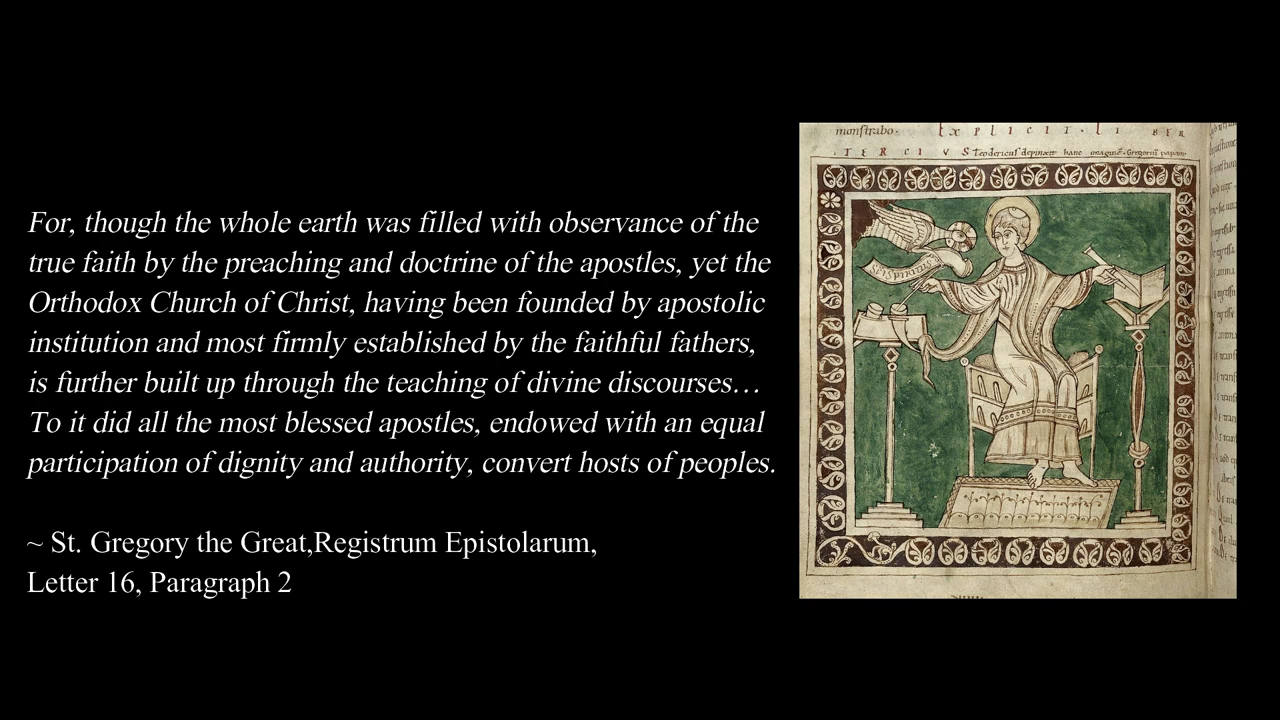 For, though the whole earth was filled with observance of the
true faith by the preaching and doctrine of the apostles, yet the
Orthodox Church of Christ, having been founded by apostolic
institution and most firmly established by the faithful fathers,
is further built up through the teaching of divine discourses…
To it did all the most blessed apostles, endowed with an equal
participation of dignity and authority, convert hosts of peoples.
~ St. Gregory the Great,Registrum Epistolarum,
Letter 16, Paragraph 2
monstrabo. EXPLICIT. LIBER
TERCIVS